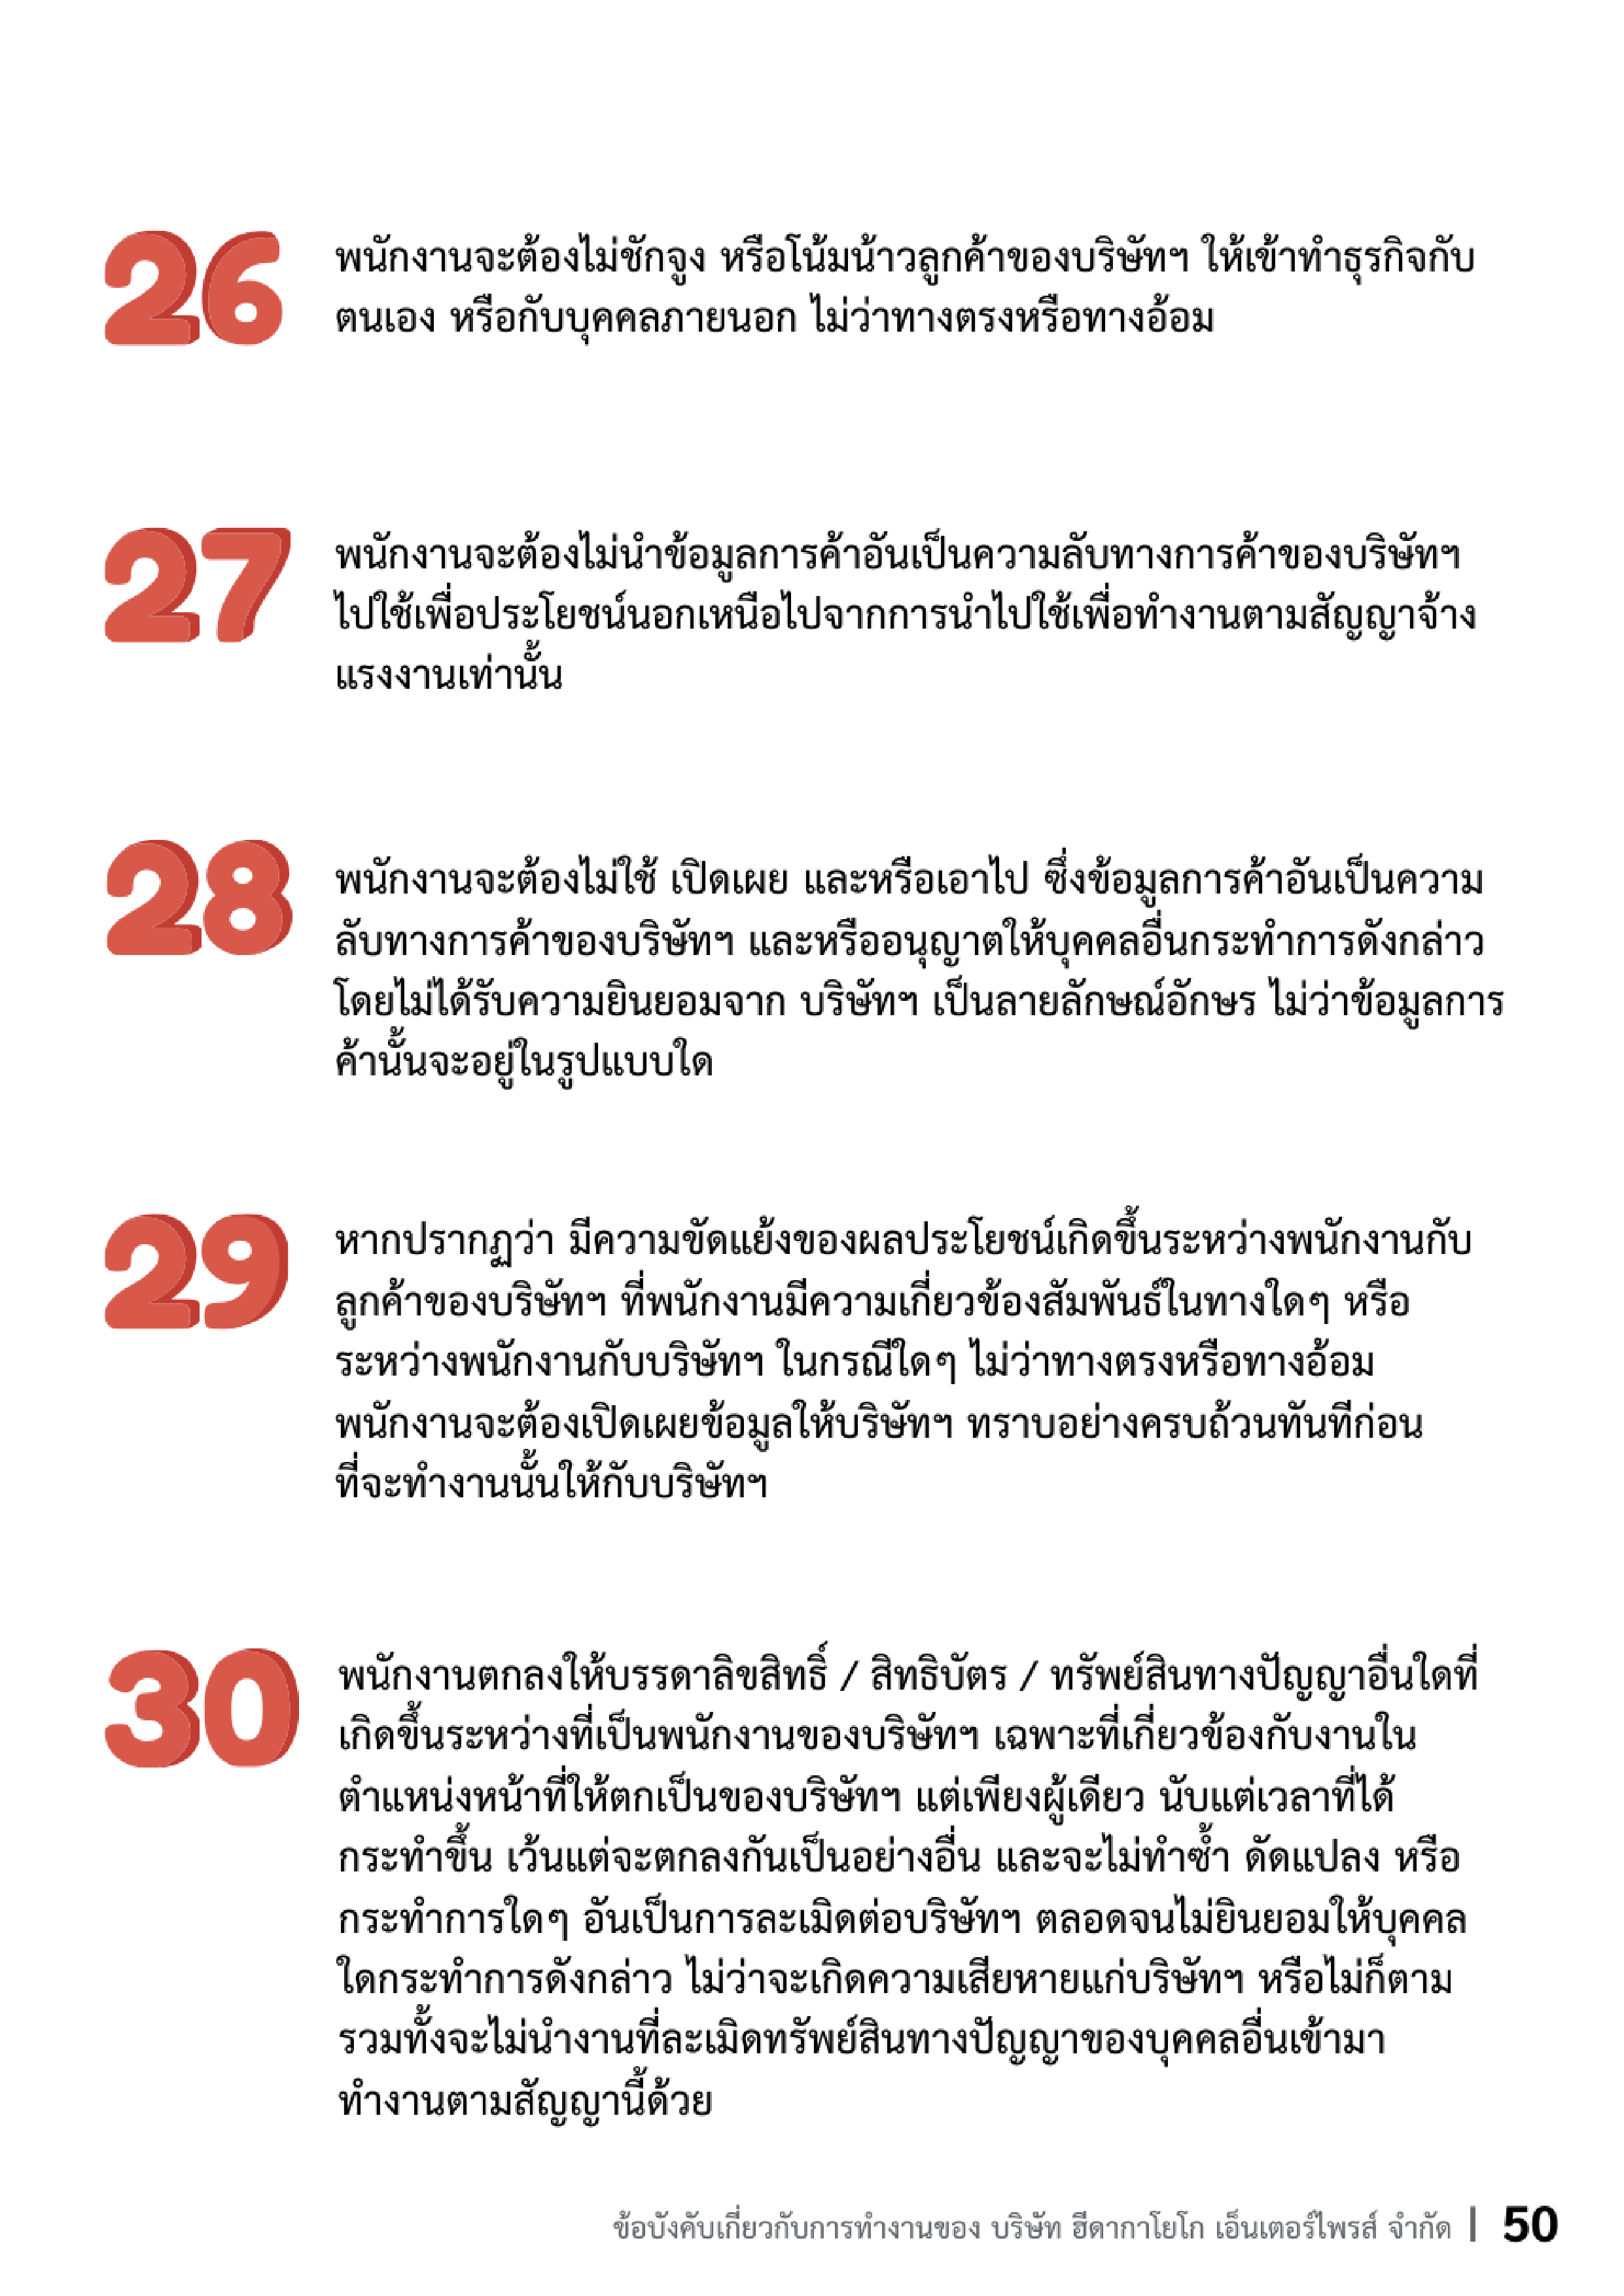 26
พนักงานจะต้องไม่ชักจูง หรือโน้มน้าวลูกค้าของบริษัทฯ ให้เข้าทำธุรกิจกับ
ตนเอง หรือกับบุคคลภายนอก ไม่ว่าทางตรงหรือทางอ้อม
27
พนักงานจะต้องไม่นำข้อมูลการค้าอันเป็นความลับทางการค้าของบริษัทฯ
ไปใช้เพื่อประโยชน์นอกเหนือไปจากการนำไปใช้เพื่อทำงานตามสัญญาจ้าง
แรงงานเท่านั้น
28
พนักงานจะต้องไม่ใช้ เปิดเผย และหรือเอาไป ซึ่งข้อมูลการค้าอันเป็นความ
ลับทางการค้าของบริษัทฯ และหรืออนุญาตให้บุคคลอื่นกระทำการดังกล่าว
โดยไม่ได้รับความยินยอมจาก บริษัทฯ เป็นลายลักษณ์อักษร ไม่ว่าข้อมูลการ
ค้านั้นจะอยู่ในรูปแบบใด
29
หากปรากฏว่า มีความขัดแย้งของผลประโยชน์เกิดขึ้นระหว่างพนักงานกับ
ลูกค้าของบริษัทฯ ที่พนักงานมีความเกี่ยวข้องสัมพันธ์ในทางใดๆ หรือ
ระหว่างพนักงานกับบริษัทฯ ในกรณีใดๆ ไม่ว่าทางตรงหรือทางอ้อม
พนักงานจะต้องเปิดเผยข้อมูลให้บริษัทฯ ทราบอย่างครบถ้วนทันทีก่อน
ที่จะทำงานนั้นให้กับบริษัทฯ
30
พนักงานตกลงให้บรรดาลิขสิทธิ์ / สิทธิบัตร / ทรัพย์สินทางปัญญาอื่นใดที่
เกิดขึ้นระหว่างที่เป็นพนักงานของบริษัทฯ เฉพาะที่เกี่ยวข้องกับงานใน
ตำแหน่งหน้าที่ให้ตกเป็นของบริษัทฯ แต่เพียงผู้เดียว นับแต่เวลาที่ได้
กระทำขึ้น เว้นแต่จะตกลงกันเป็นอย่างอื่น และจะไม่ทำซ้ำ ดัดแปลง หรือ
กระทำการใดๆ อันเป็นการละเมิดต่อบริษัทฯ ตลอดจนไม่ยินยอมให้บุคคล
ใดกระทำการดังกล่าว ไม่ว่าจะเกิดความเสียหายแก่บริษัทฯ หรือไม่ก็ตาม
รวมทั้งจะไม่นำงานที่ละเมิดทรัพย์สินทางปัญญาของบุคคลอื่นเข้ามา
ทำงานตามสัญญานี้ด้วย
ข้อบังคับเกี่ยวกับการทำงานของ บริษัท ฮีดากาโยโก เอ็นเตอร์ไพรส์ จำกัด | 50